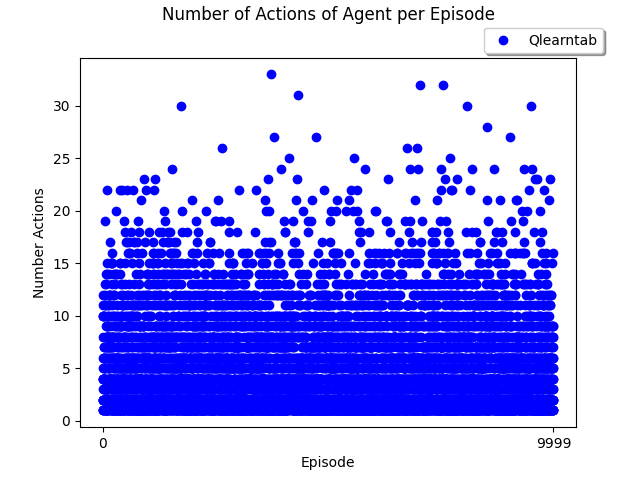 Number of Actions of Agent per Episode
Qlearntab
30
25
20
15
10
5
0
Number Actions
0 9999
Episode